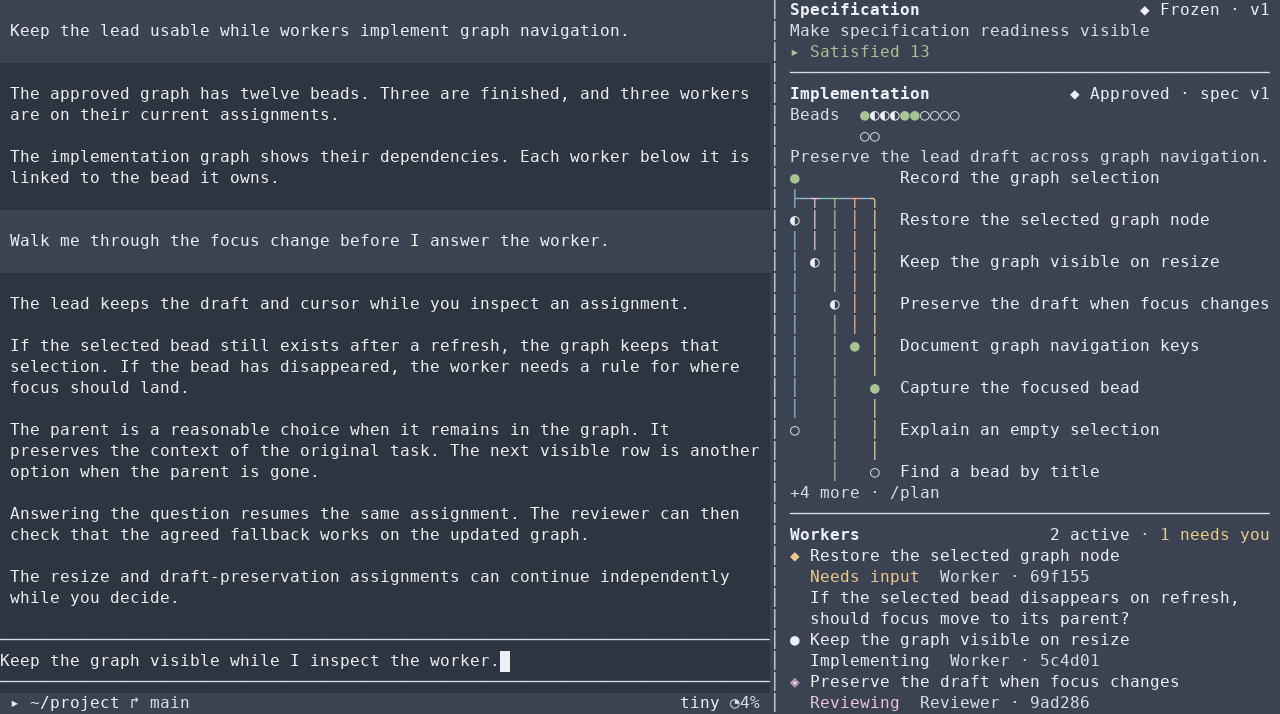 Keep the lead usable while workers implement graph navigation.
The approved graph has twelve beads. Three are finished, and three workers
are on their current assignments.
The implementation graph shows their dependencies. Each worker below it is
linked to the bead it owns.
Walk me through the focus change before I answer the worker.
The lead keeps the draft and cursor while you inspect an assignment.
If the selected bead still exists after a refresh, the graph keeps that
selection. If the bead has disappeared, the worker needs a rule for where
focus should land.
The parent is a reasonable choice when it remains in the graph. It
preserves the context of the original task. The next visible row is another
option when the parent is gone.
Answering the question resumes the same assignment. The reviewer can then
check that the agreed fallback works on the updated graph.
The resize and draft-preservation assignments can continue independently
while you decide.
Keep the graph visible while I inspect the worker.
▸ ~/project ↱ main tiny ◔4%
Specification ◆ Frozen · v1
Make specification readiness visible
▸ Satisfied 13
Implementation ◆ Approved · spec v1
Beads ●◐◐◐●●○○○○
○○
Preserve the lead draft across graph navigation.
● Record the graph selection
◐ Restore the selected graph node
◐ Keep the graph visible on resize
◐ Preserve the draft when focus changes
● Document graph navigation keys
● Capture the focused bead
○ Explain an empty selection
○ Find a bead by title
+4 more · /plan
Workers 2 active · 1 needs you
◆ Restore the selected graph node
Needs input Worker · 69f155
If the selected bead disappears on refresh,
should focus move to its parent?
● Keep the graph visible on resize
Implementing Worker · 5c4d01
◈ Preserve the draft when focus changes
Reviewing Reviewer · 9ad286